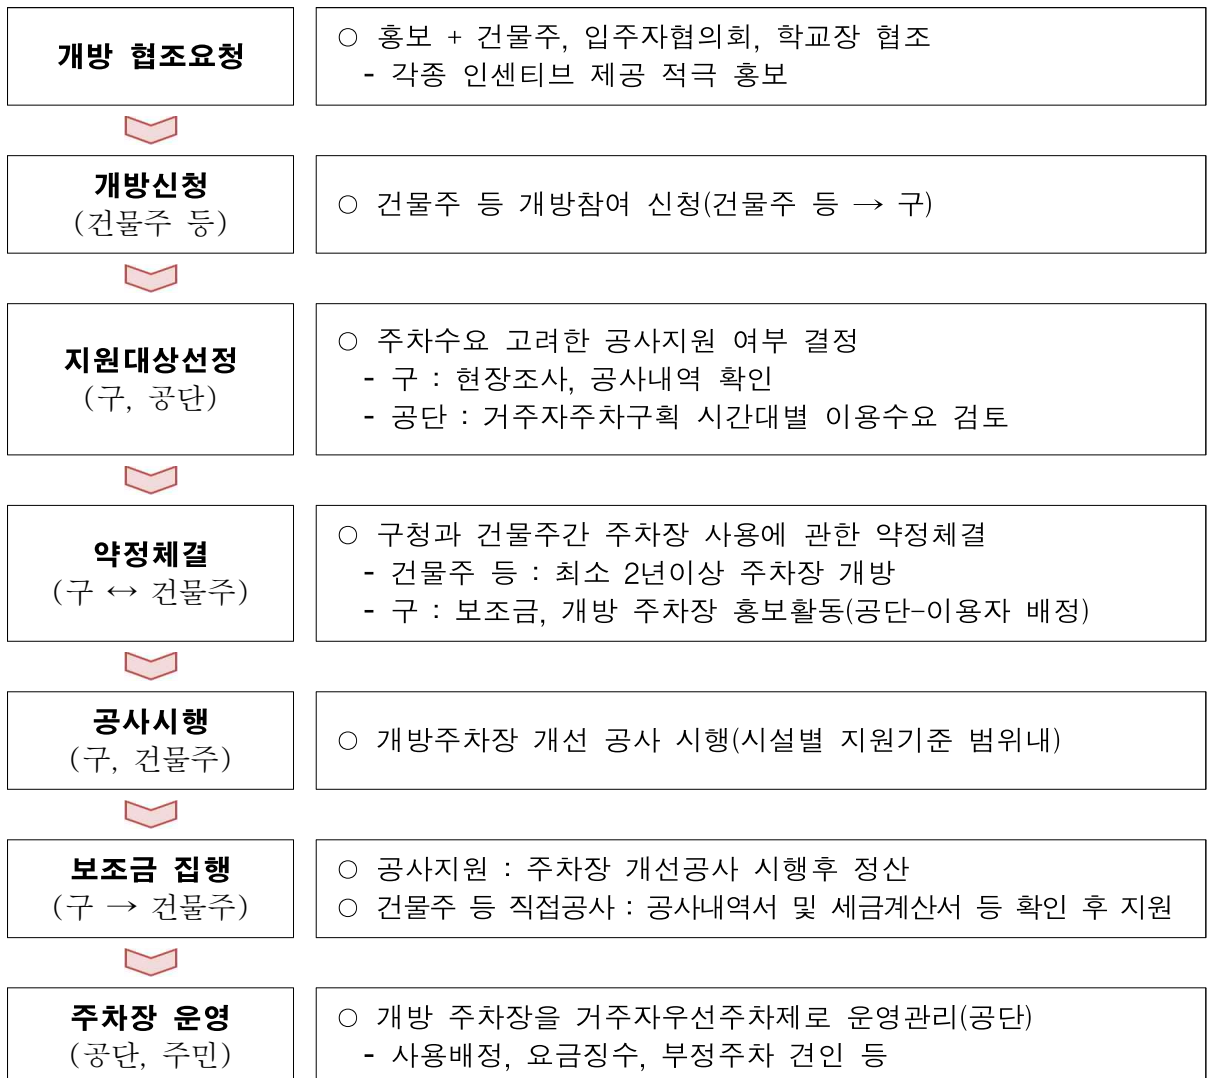 개방 협조요청
○ 홍보 + 건물주, 입주자협의회, 학교장 협조
- 각종 인센티브 제공 적극 홍보
개방신청
(건물주 등)
○ 건물주 등 개방참여 신청(건물주 등 → 구)
지원대상선정
(구, 공단)
○ 주차수요 고려한 공사지원 여부 결정
- 구 : 현장조사, 공사내역 확인
- 공단 : 거주자주차구획 시간대별 이용수요 검토
약정체결
(구 ↔ 건물주)
○ 구청과 건물주간 주차장 사용에 관한 약정체결
- 건물주 등 : 최소 2년이상 주차장 개방
- 구 : 보조금, 개방 주차장 홍보활동(공단-이용자 배정)
공사시행
(구, 건물주)
○ 개방주차장 개선 공사 시행(시설별 지원기준 범위내)
보조금 집행
(구 → 건물주)
○ 공사지원 : 주차장 개선공사 시행후 정산
○ 건물주 등 직접공사 : 공사내역서 및 세금계산서 등 확인 후 지원
주차장 운영
(공단, 주민)
○ 개방 주차장을 거주자우선주차제로 운영관리(공단)
- 사용배정, 요금징수, 부정주차 견인 등